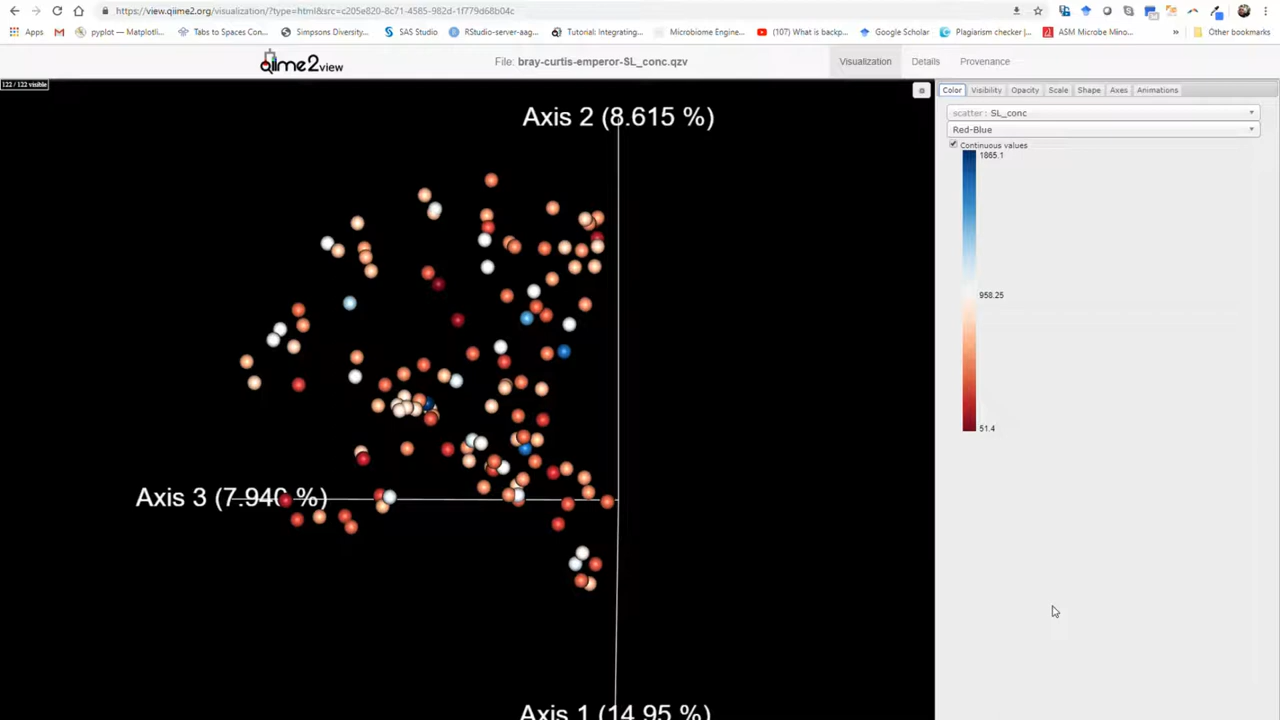 https://view.qiime2.org/visualization/?type=html&src=c205e820-8c71-4585-982d-1f779d68b04c
Apps pyplot — Matplotli... Tabs to Spaces Con... Simpsons Diversity... SAS Studio RStudio-server-aag... Tutorial: Integrating... Microbiome Engine... (107) What is backp... Google Scholar Plagiarism checker |... ASM Microbe Mino... » Other bookmarks
qiime2view File: bray-curtis-emperor-SL_conc.qzv Visualization Details Provenance
122 / 122 visible
Color Visibility Opacity Scale Shape Axes Animations
scatter : SL_conc
Red-Blue
Continuous values
1865.1
958.25
51.4
Axis 2 (8.615 %)
Axis 3 (7.940 %)
Axis 1 (14.95 %)